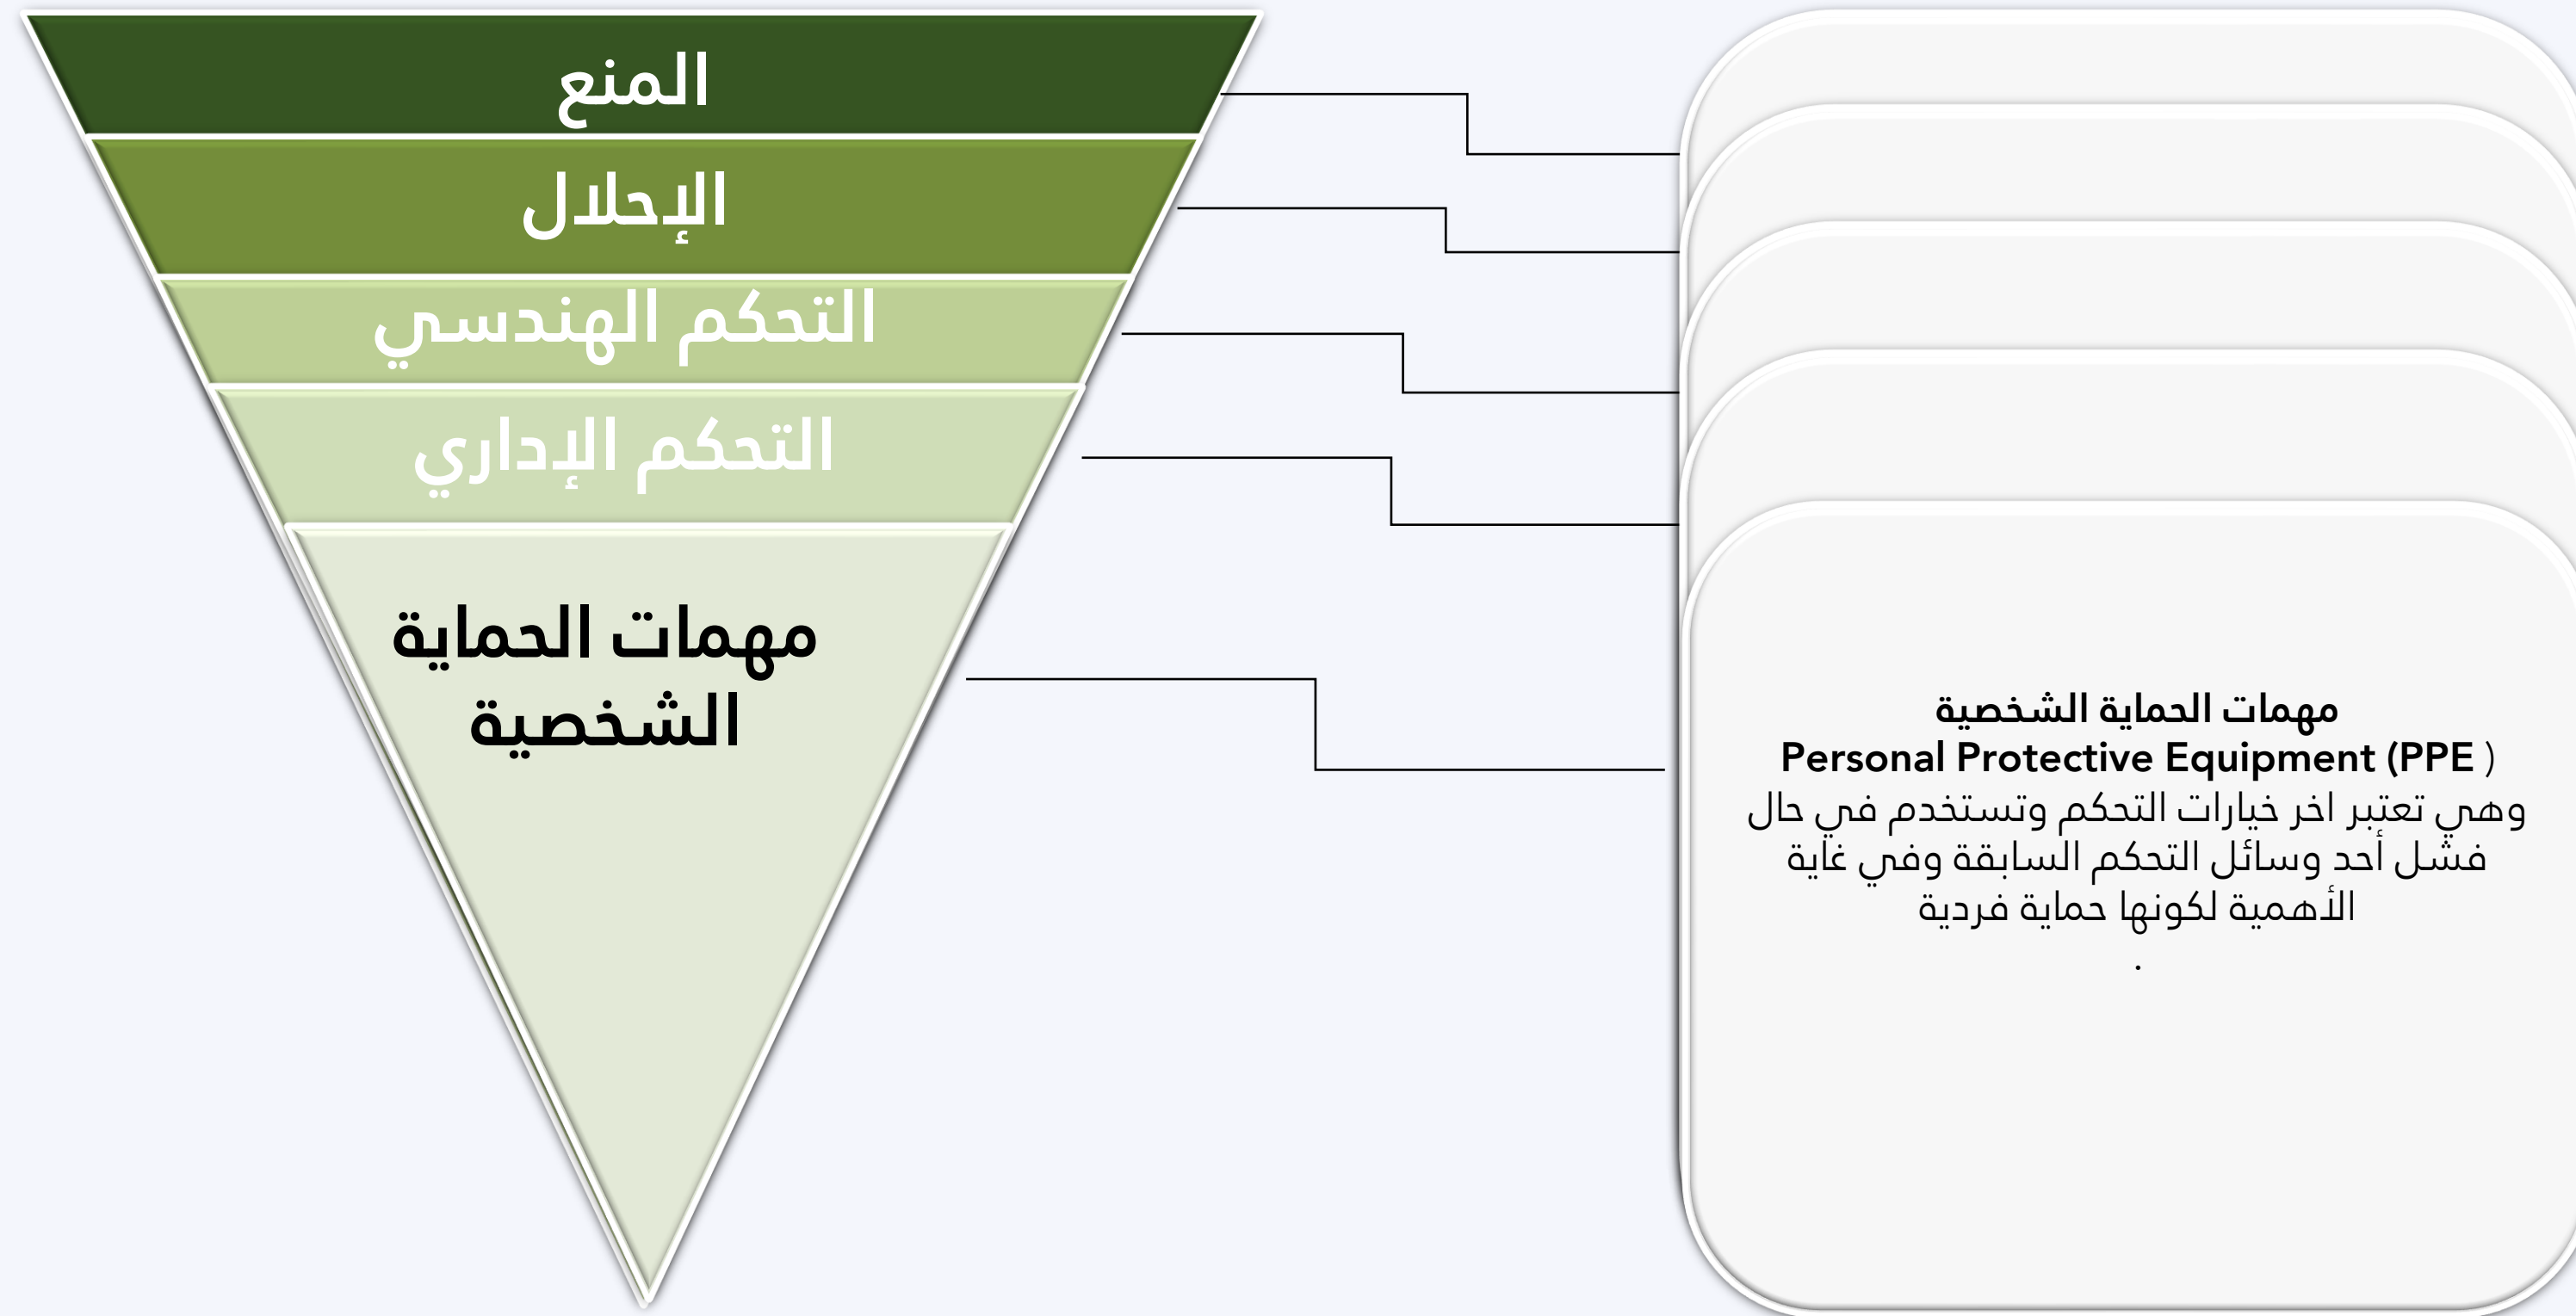 المنع
الإحلال
التحكم الهندسي
التحكم الإداري
مهمات الحماية
الشخصية
مهمات الحماية الشخصية
Personal Protective Equipment (PPE )
وهي تعتبر اخر خيارات التحكم وتستخدم في حال
فشل أحد وسائل التحكم السابقة وفي غاية
الأهمية لكونها حماية فردية
.